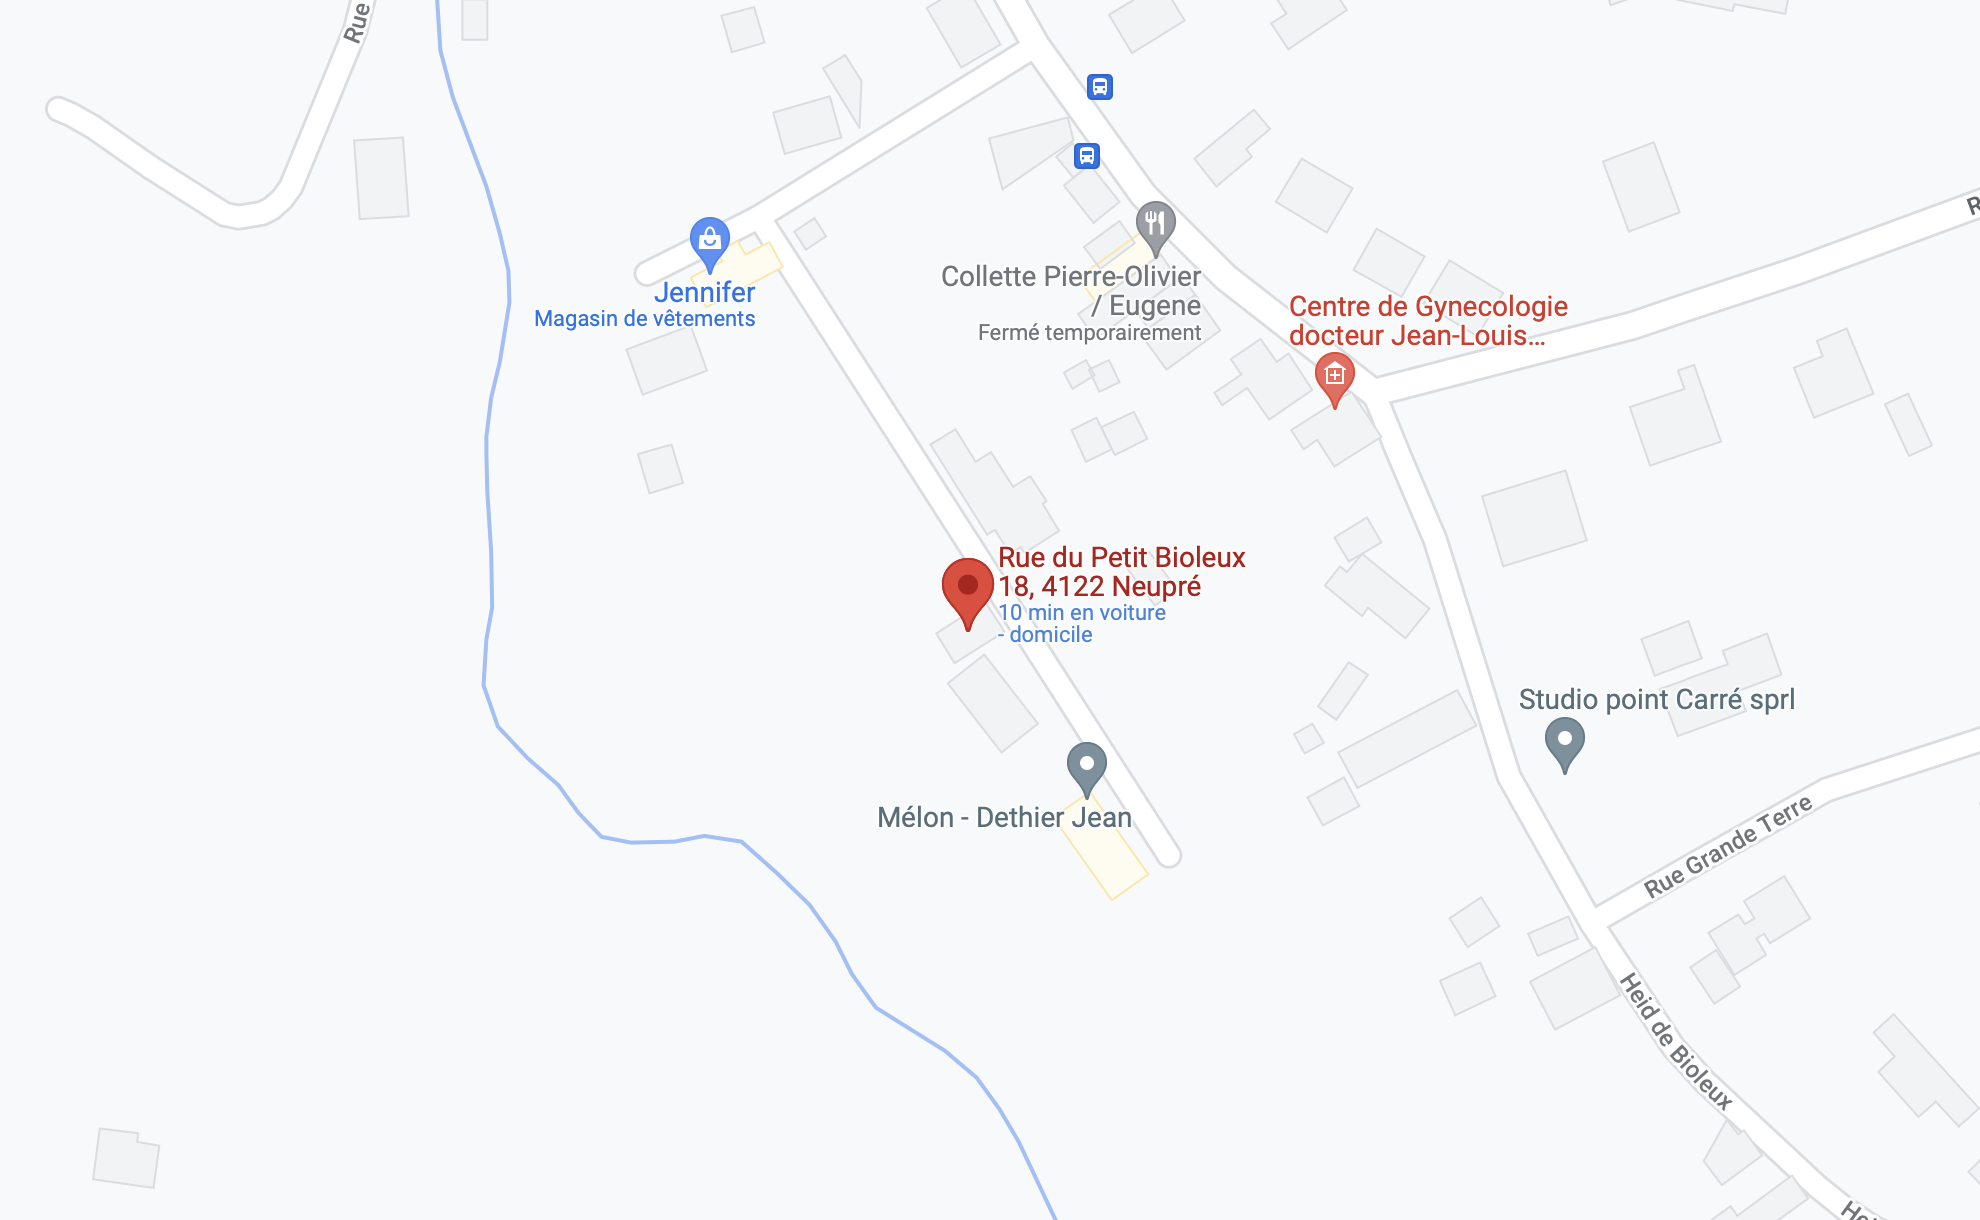 Rue
R
Jennifer
Magasin de vêtements
Collette Pierre-Olivier
/ Eugene
Fermé temporairement
Centre de Gynecologie
docteur Jean-Louis...
Rue du Petit Bioleux
18, 4122 Neupré
10 min en voiture
- domicile
Studio point Carré sprl
Mélon - Dethier Jean
Rue Grande Terre
Heid de Bioleux
Hei